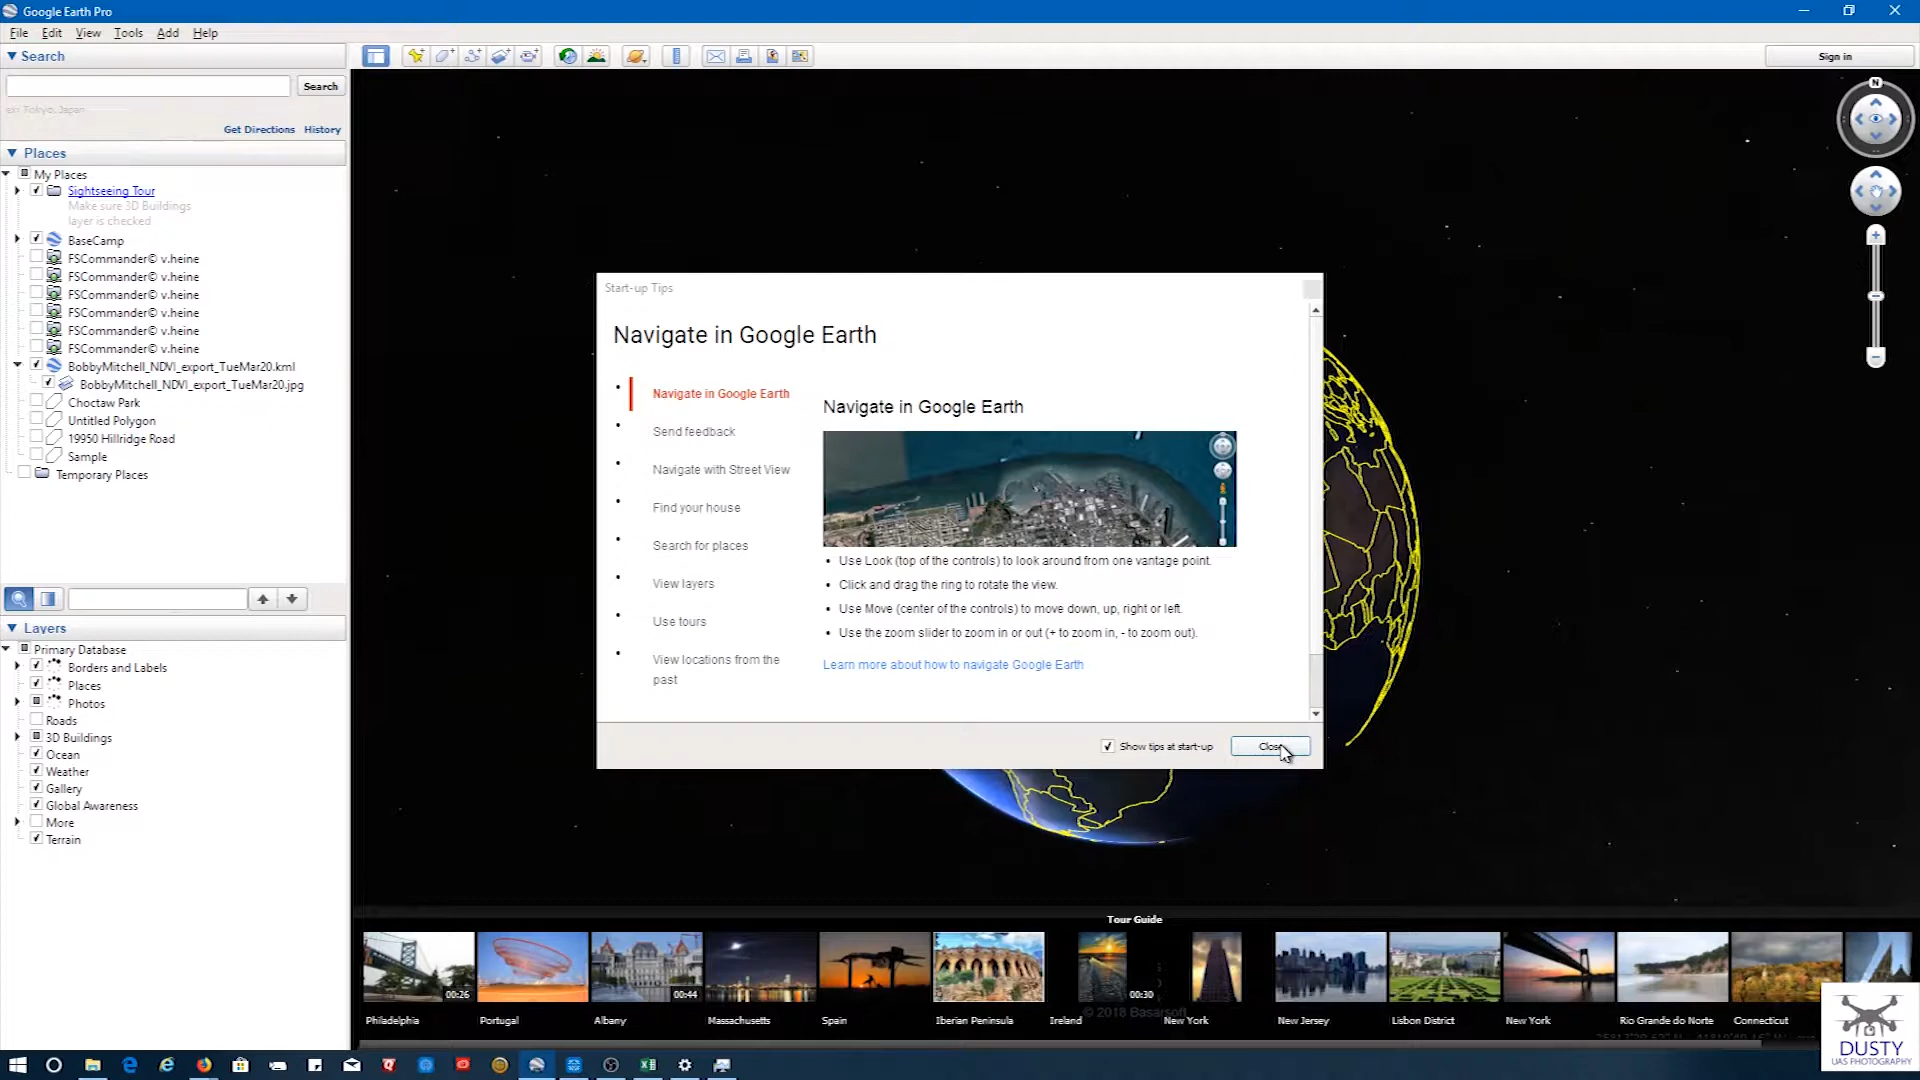 Google Earth Pro
File Edit View Tools Add Help
Search
Sign in
Search
ex: Tokyo, Japan
Get Directions History
Places
My Places
Sightseeing Tour
Make sure 3D Buildings
layer is checked
BaseCamp
FSCommander© v.heine
FSCommander© v.heine
FSCommander© v.heine
FSCommander© v.heine
FSCommander© v.heine
FSCommander© v.heine
BobbyMitchell_NDVI_export_TueMar20.kml
BobbyMitchell_NDVI_export_TueMar20.jpg
Choctaw Park
Untitled Polygon
19950 Hillridge Road
Sample
Temporary Places
Layers
Primary Database
Borders and Labels
Places
Photos
Roads
3D Buildings
Ocean
Weather
Gallery
Global Awareness
More
Terrain
N
Start-up Tips
Navigate in Google Earth
Navigate in Google Earth
Send feedback
Navigate with Street View
Find your house
Search for places
View layers
Use tours
View locations from the
past
Navigate in Google Earth
• Use Look (top of the controls) to look around from one vantage point.
• Click and drag the ring to rotate the view.
• Use Move (center of the controls) to move down, up, right or left.
• Use the zoom slider to zoom in or out (+ to zoom in, - to zoom out).
Learn more about how to navigate Google Earth
Show tips at start-up
Close
Tour Guide
00:26
00:44
00:30
© 2018 Basarsoft
Philadelphia Portugal Albany Massachusetts Spain Iberian Peninsula Ireland New York New Jersey Lisbon District New York Rio Grande do Norte Connecticut
DUSTY
UAS PHOTOGRAPHY